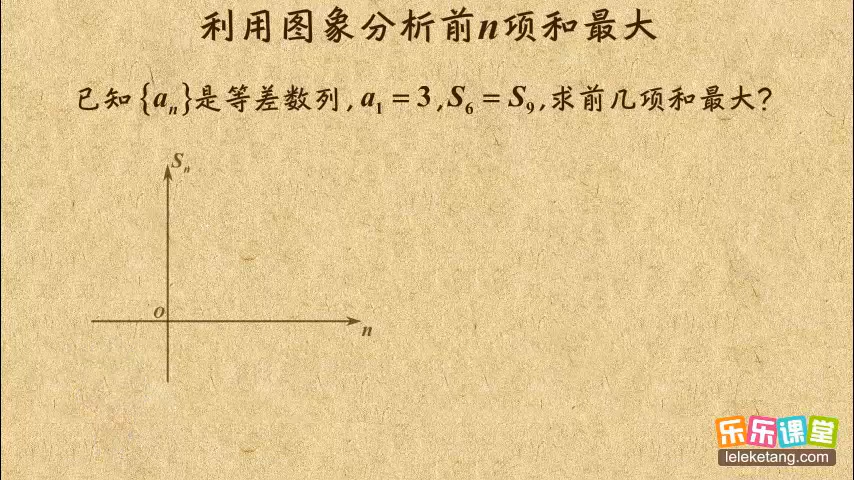 利用图象分析前n项和最大
已知{aₙ}是等差数列,a₁=3,S₆=S₉,求前几项和最大?
Sₙ
O
n
乐乐课堂
leleketang.com